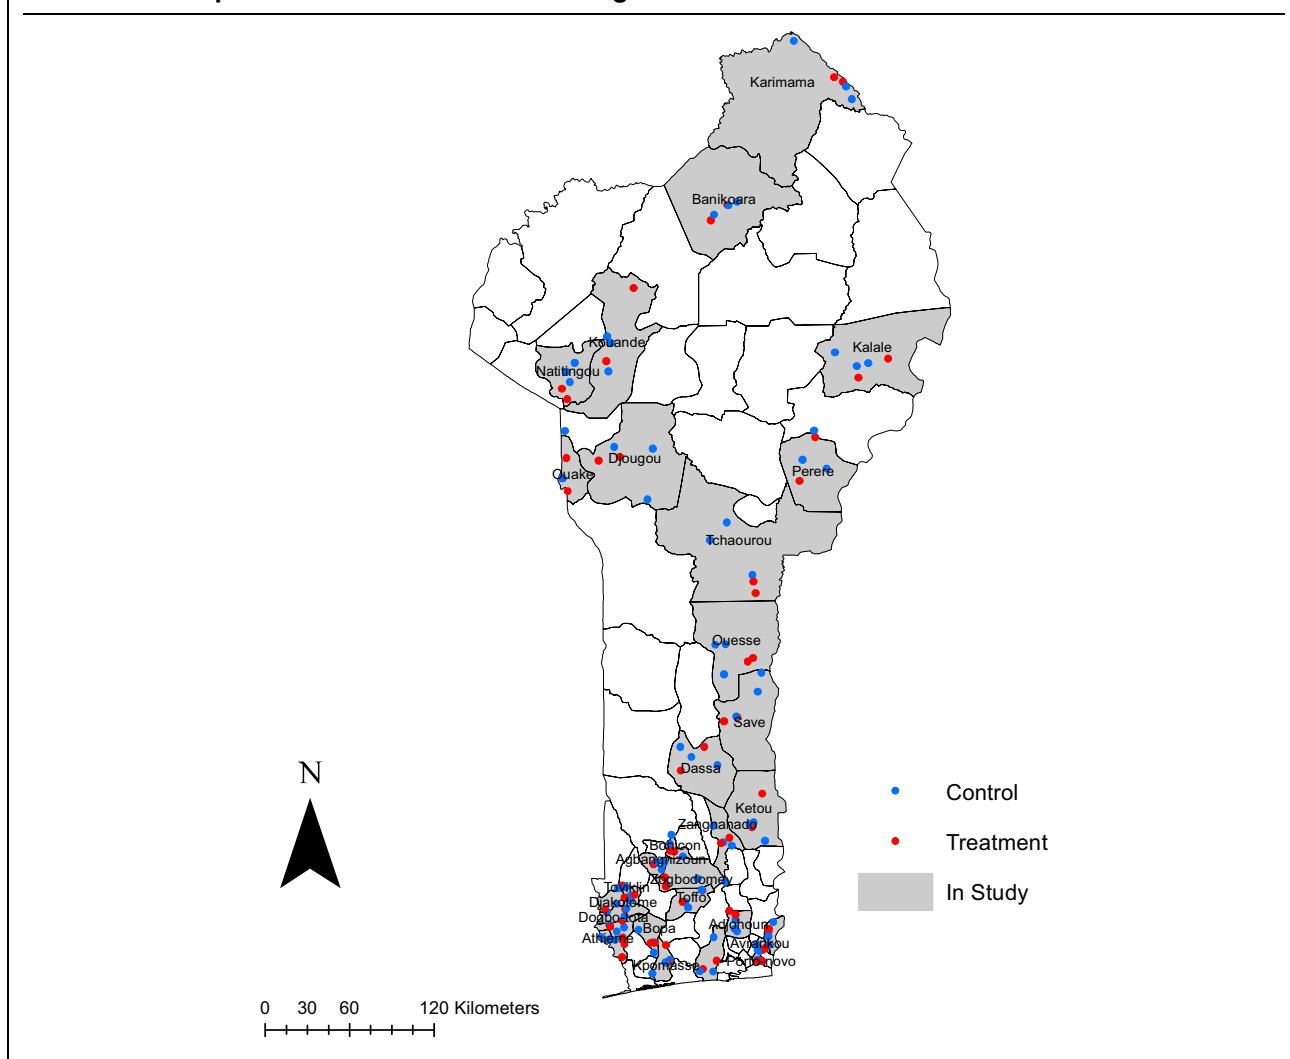 Karimama
Banikoara
Kouande
Kalale
Natitingou
Djougou
Perere
Ouake
Tchaourou
Ouesse
Save
Dassa
Ketou
Zangnanado
Bohicon
Agbangnizoun
Zogbodomey
Toviklin
Toffo
Djakotome
Dogbo-tota
Adjohoun
Bopa
Athieme
Avrankou
Kpomasse
Porto-novo
N
Control
Treatment
In Study
0 30 60 120 Kilometers